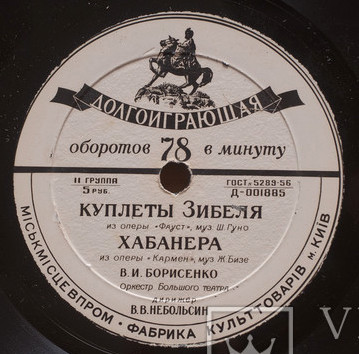 ДОЛГОИГРАЮЩАЯ
оборотов 78 в минуту
II ГРУППА
5 РУБ.
ГОСТ 5289-56
Д-001885
КУПЛЕТЫ ЗИБЕЛЯ
из оперы «Фауст», муз. Ш. Гуно
ХАБАНЕРА
из оперы «Кармен», муз. Ж. Бизе
В. И. БОРИСЕНКО
Оркестр Большого театра
дирижер
В. В. НЕБОЛЬСИН
МІСЬКМІСЦЕВПРОМ • ФАБРИКА КУЛЬТТОВАРІВ м. КИЇВ